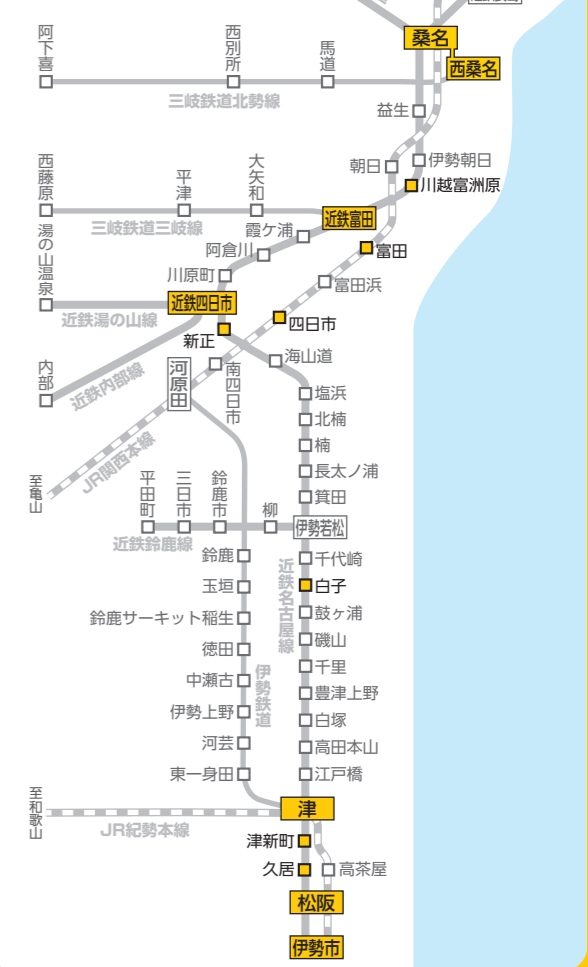 桑名
西桑名
阿下喜
西別所
馬道
三岐鉄道北勢線
益生
朝日
伊勢朝日
川越富洲原
西藤原
平津
大矢和
三岐鉄道三岐線
近鉄富田
霞ケ浦
富田
阿倉川
川原町
富田浜
湯の山温泉
近鉄湯の山線
近鉄四日市
四日市
新正
海山道
内部
近鉄内部線
河原田
南四日市
塩浜
北楠
楠
長太ノ浦
箕田
JR関西本線
至亀山
平田町
三日市
鈴鹿市
柳
伊勢若松
近鉄鈴鹿線
鈴鹿
千代崎
玉垣
白子
近鉄名古屋線
鈴鹿サーキット稲生
鼓ヶ浦
徳田
磯山
中瀬古
千里
伊勢鉄道
豊津上野
伊勢上野
白塚
河芸
高田本山
東一身田
江戸橋
至和歌山
JR紀勢本線
津
津新町
久居
高茶屋
松阪
伊勢市